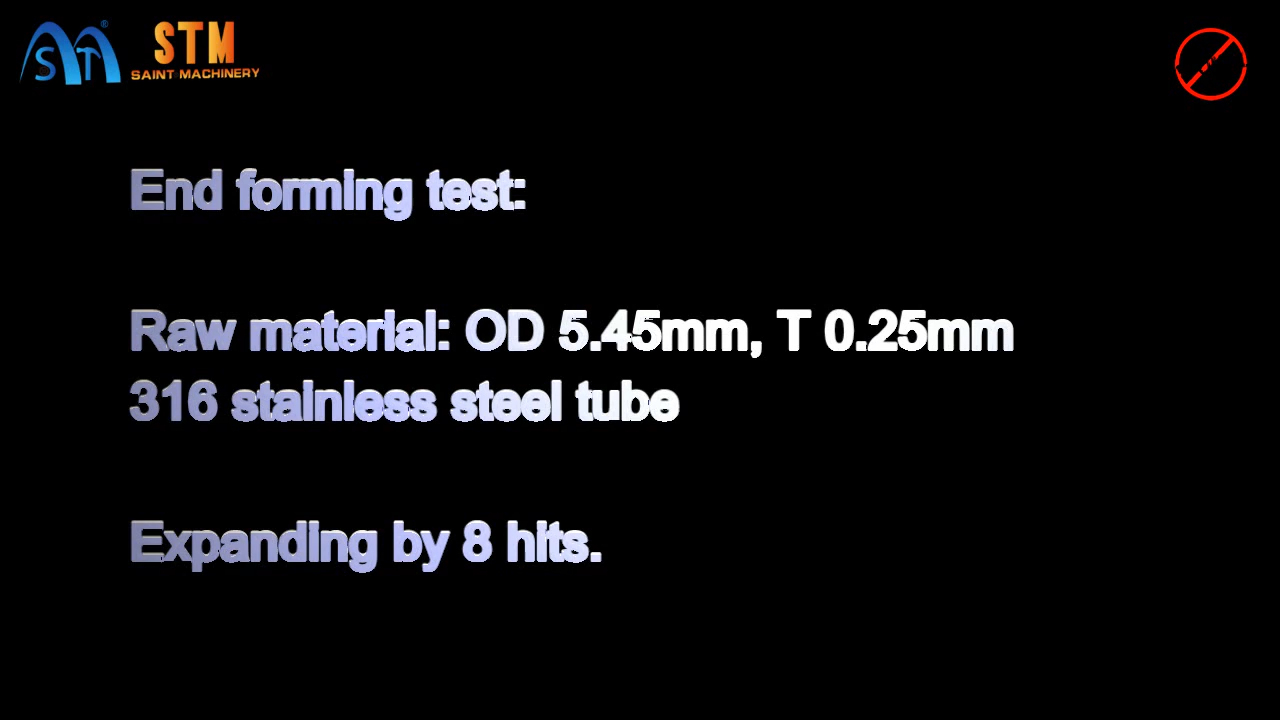 ST ®
STM
SAINT MACHINERY
End forming test:
Raw material: OD 5.45mm, T 0.25mm
316 stainless steel tube
Expanding by 8 hits.